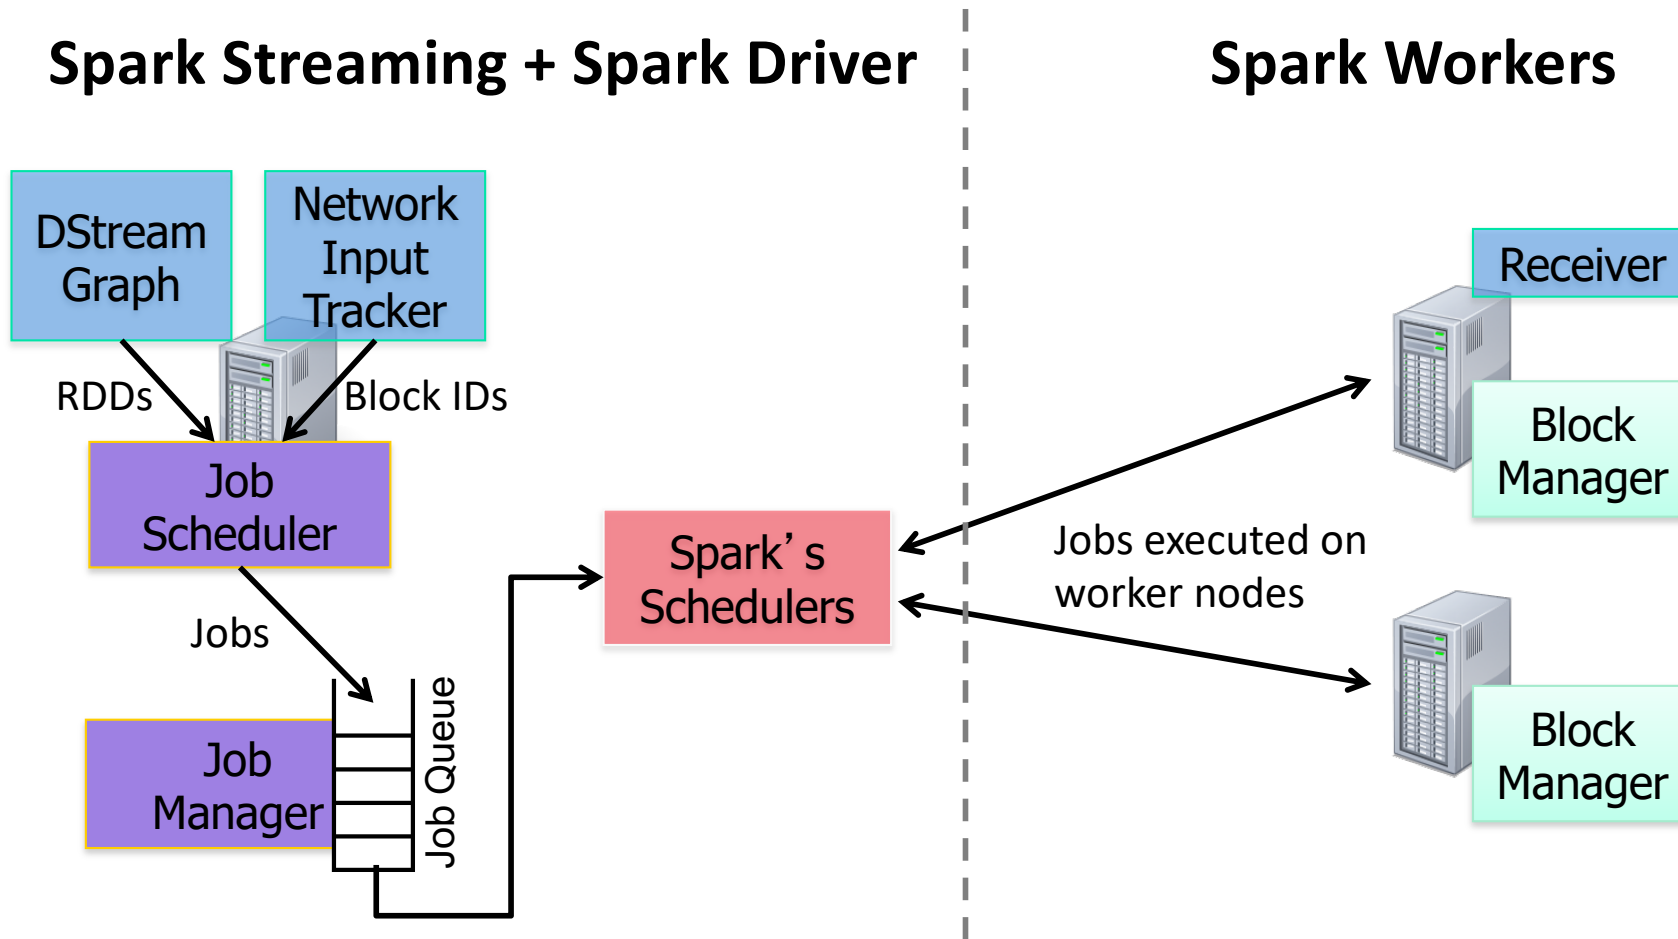 Spark Streaming + Spark Driver
Spark Workers
DStream
Graph
Network
Input
Tracker
RDDs
Block IDs
Job
Scheduler
Jobs
Job
Manager
Job Queue
Spark’s
Schedulers
Jobs executed on
worker nodes
Receiver
Block
Manager
Block
Manager